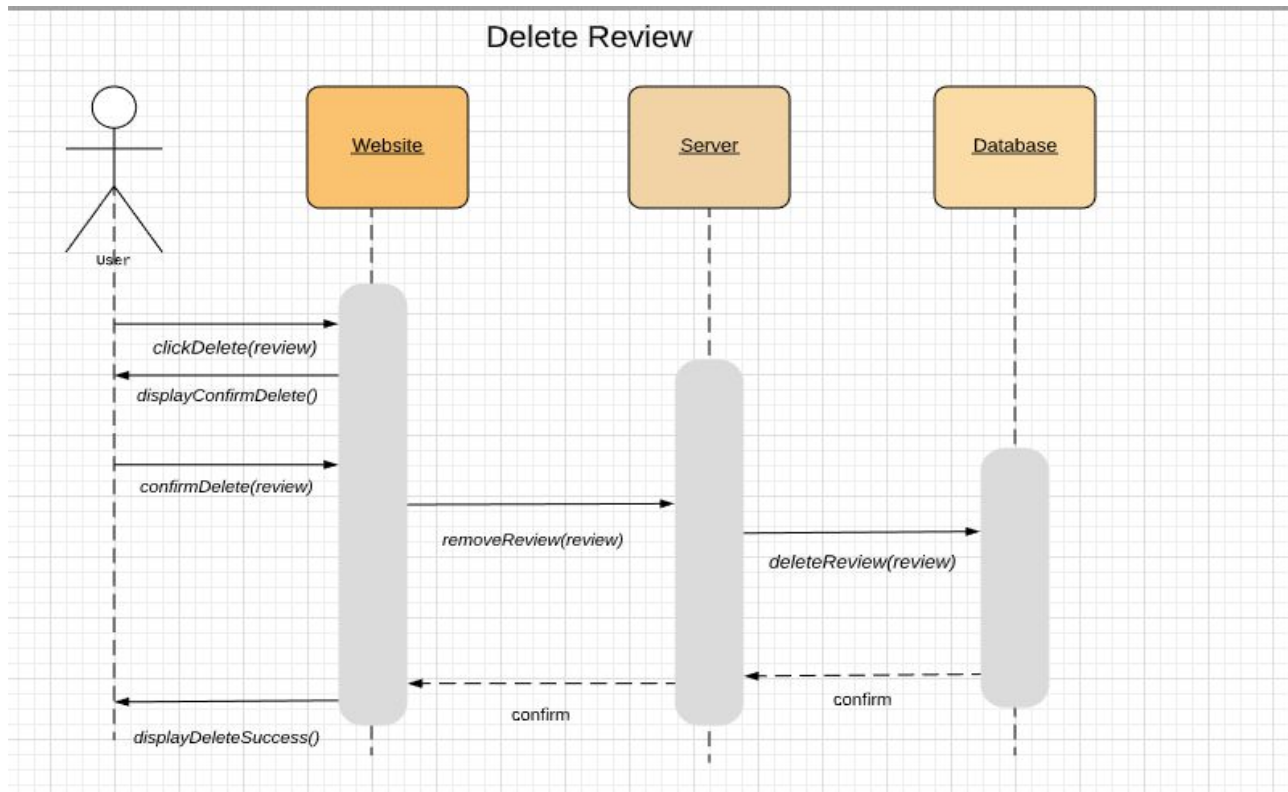 Delete Review
Website
Server
Database
User
clickDelete(review)
displayConfirmDelete()
confirmDelete(review)
removeReview(review)
deleteReview(review)
confirm
confirm
displayDeleteSuccess()